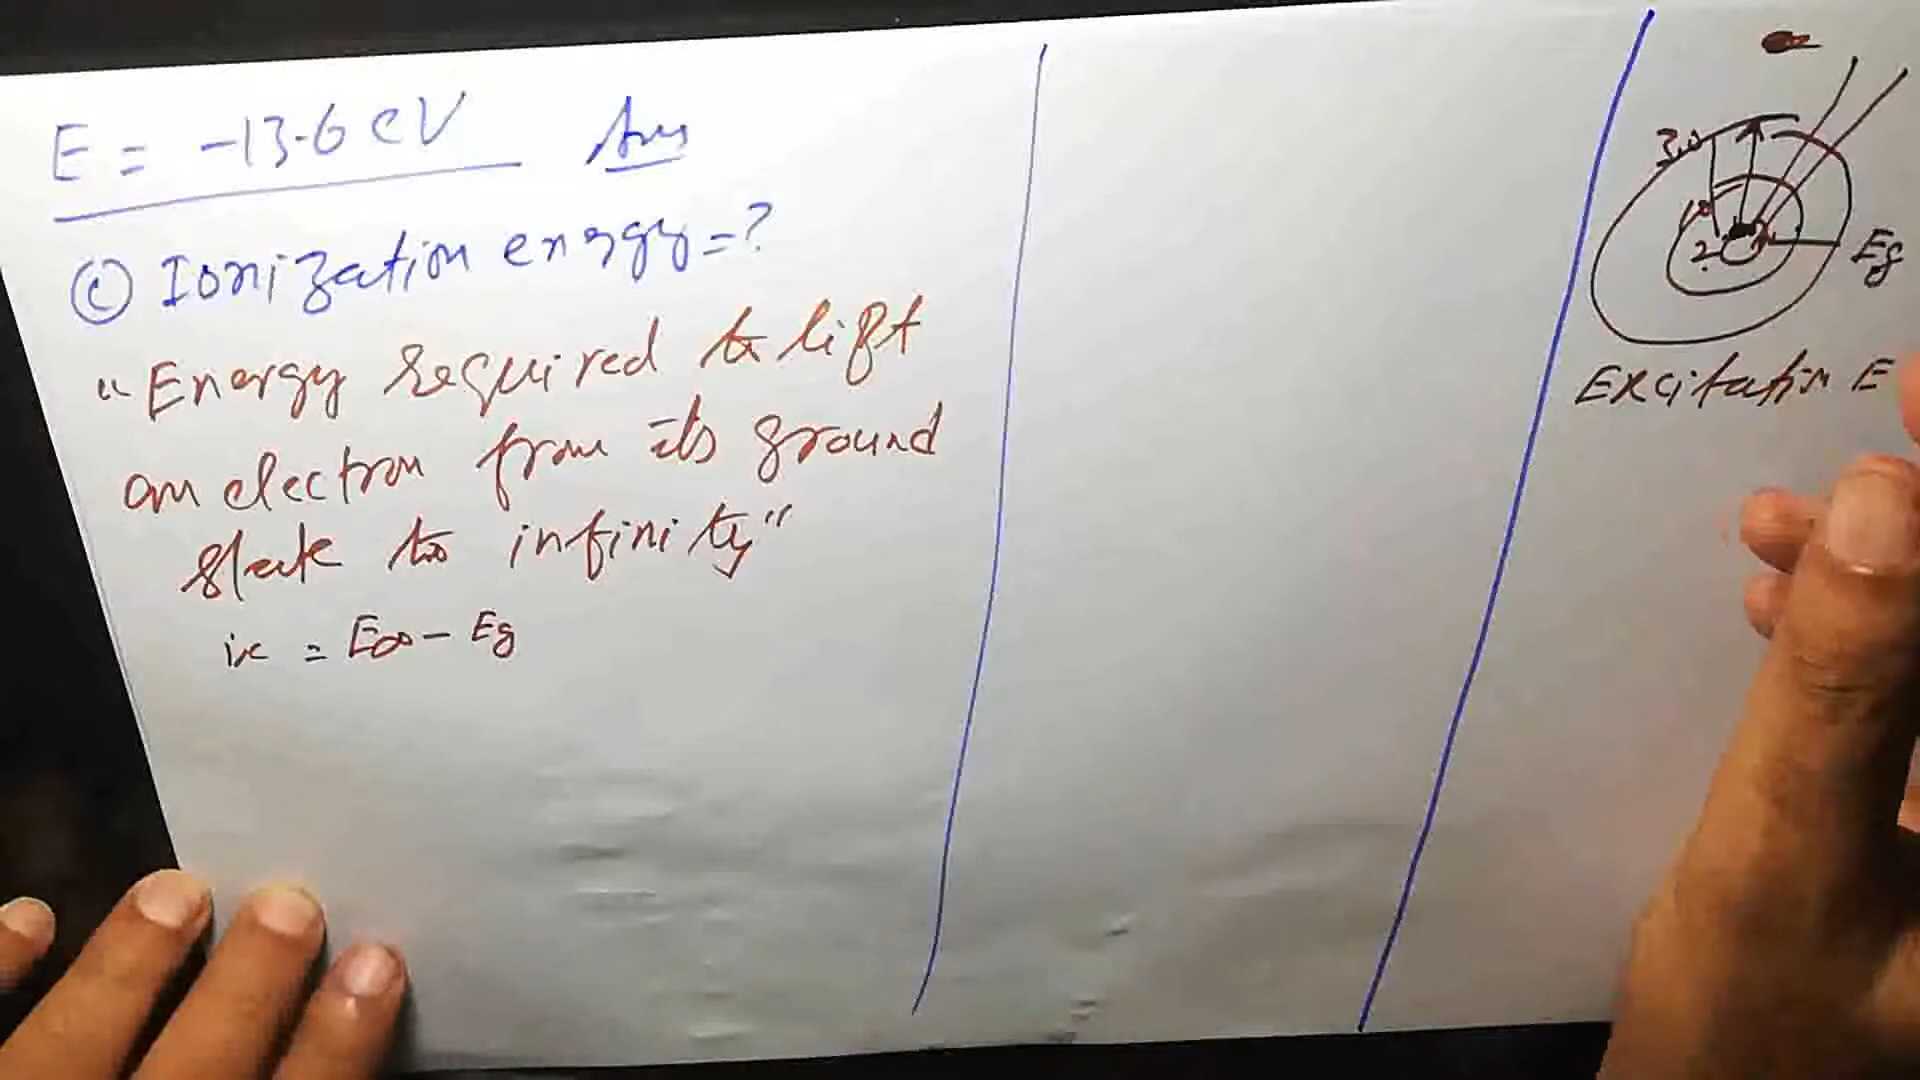 E = -13.6 eV Ans
(c) Ionization energy = ?
"Energy required to lift
an electron from its ground
state to infinity"
ie = E∞ - Eg
Eg
Excitation E